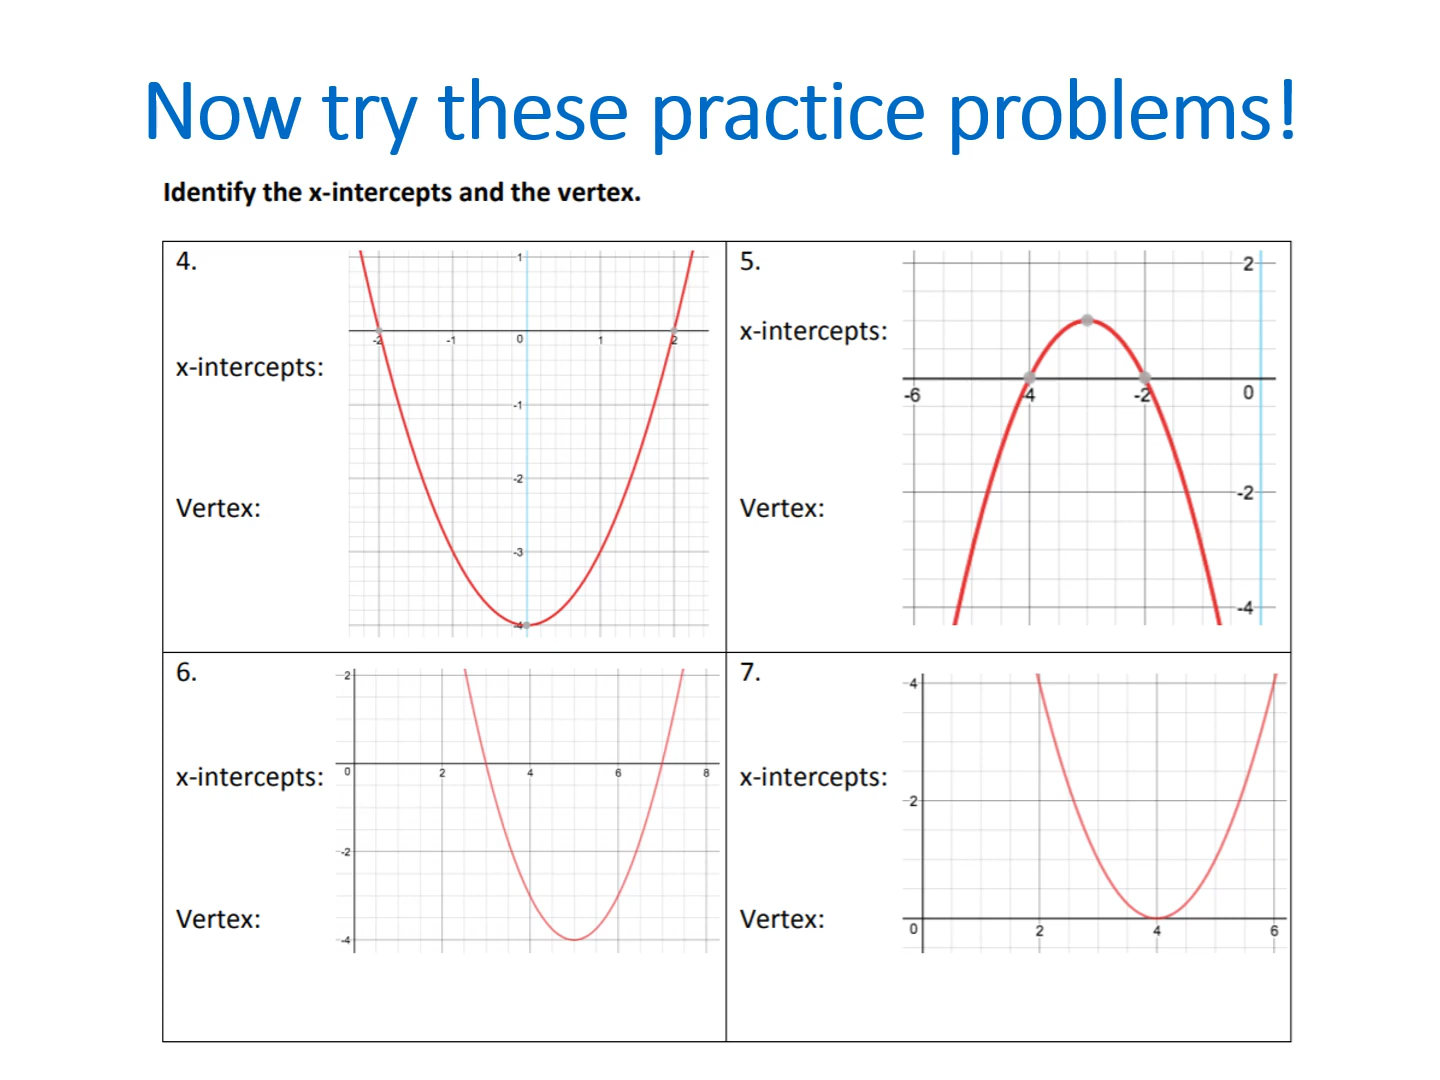 Now try these practice problems!
Identify the x-intercepts and the vertex.
4.
x-intercepts:
Vertex:
1
-2 -1 0 1 2
-1
-2
-3
-4
5.
x-intercepts:
Vertex:
2
-6 -4 -2 0
-2
-4
6.
x-intercepts:
Vertex:
2
0 2 4 6 8
-2
-4
7.
x-intercepts:
Vertex:
4
2
0 2 4 6